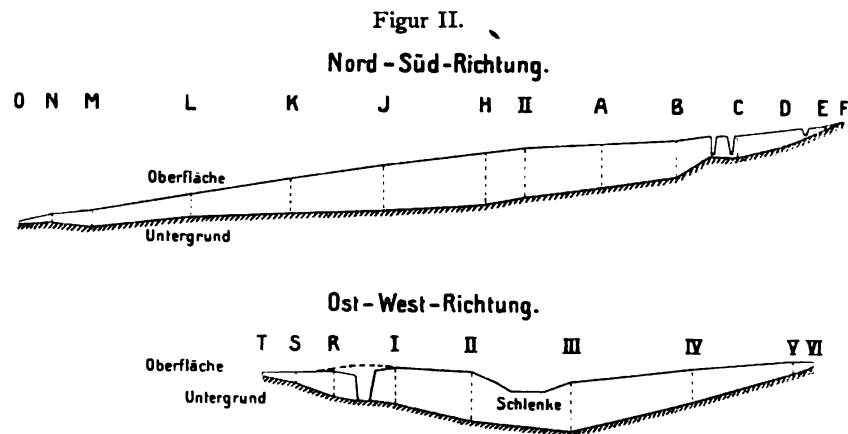 Figur II.
Nord-Süd-Richtung.
O N M L K J H II A B C D E F
Oberfläche
Untergrund
Ost-West-Richtung.
T S R I II III IV V VI
Oberfläche
Untergrund
Schlenke